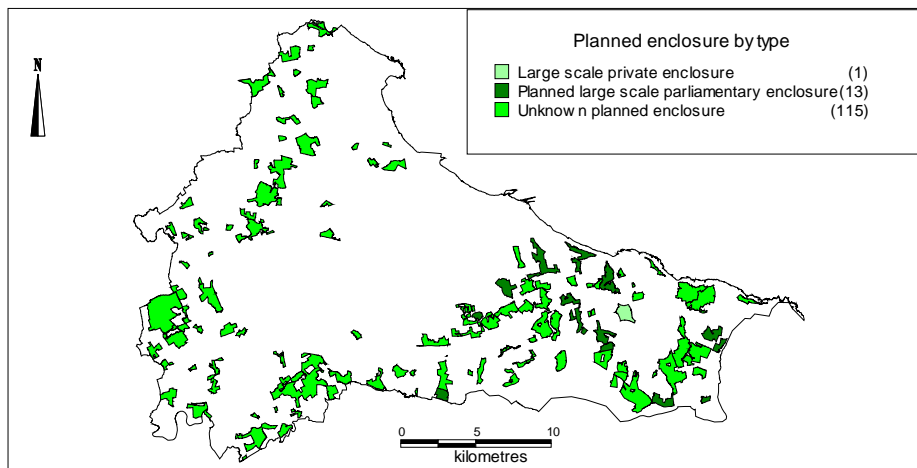 Planned enclosure by type
Large scale private enclosure (1)
Planned large scale parliamentary enclosure (13)
Unknown planned enclosure (115)
N
0 5 10
kilometres